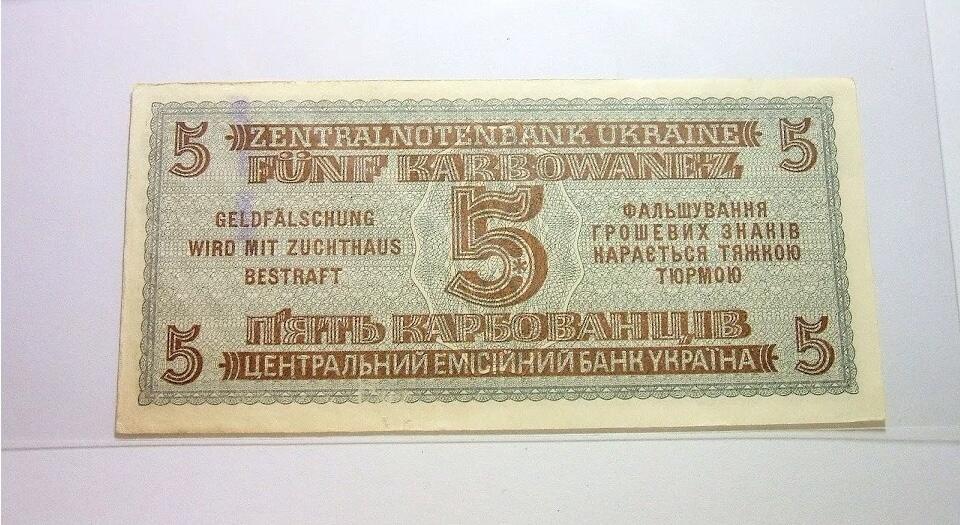 5 ZENTRALNOTENBANK UKRAINE 5
FÜNF KARBOWANEZ
GELDFÄLSCHUNG
WIRD MIT ZUCHTHAUS
BESTRAFT
5
ФАЛЬШУВАННЯ
ГРОШЕВИХ ЗНАКІВ
КАРАЄТЬСЯ ТЯЖКОЮ
ТЮРМОЮ
П'ЯТЬ КАРБОВАНЦІВ
5 ЦЕНТРАЛЬНИЙ ЕМІСІЙНИЙ БАНК УКРАЇНА 5